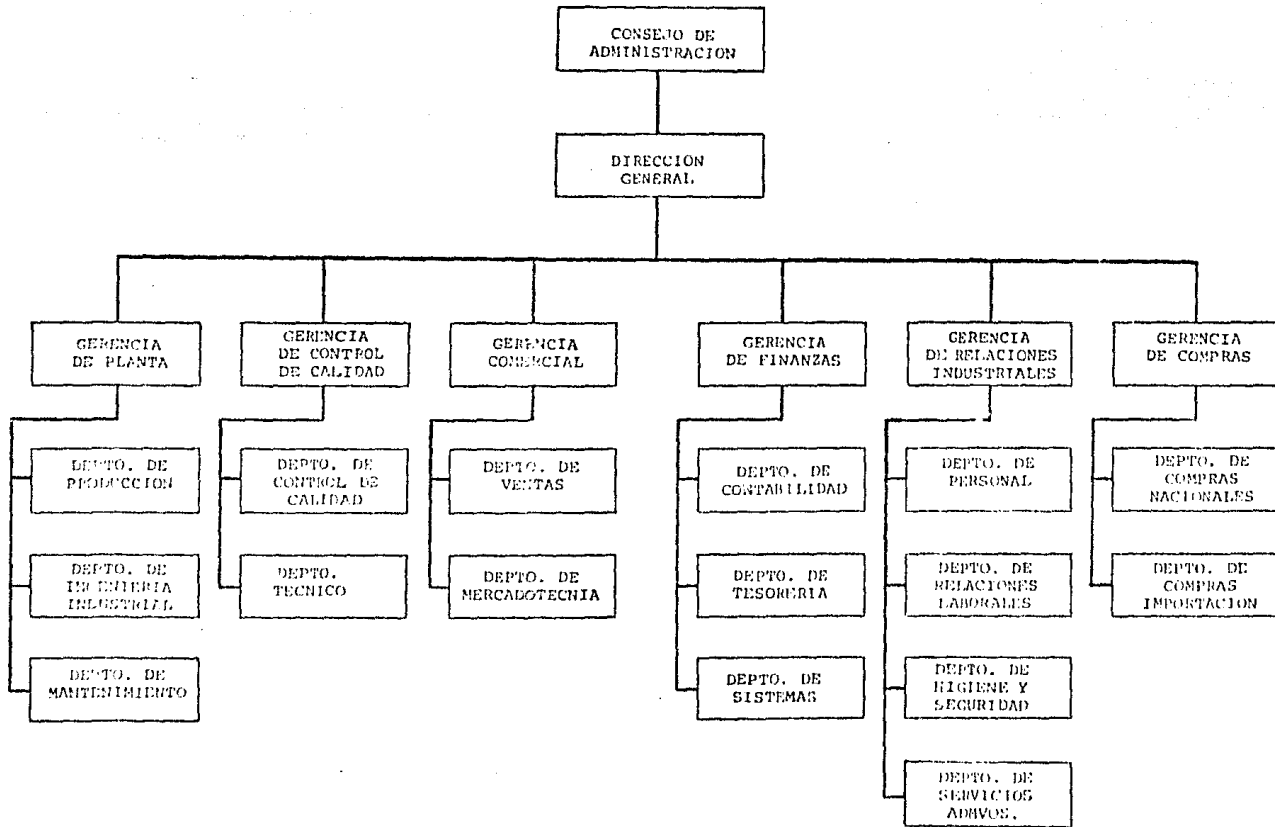 CONSEJO DE
ADMINISTRACION
DIRECCION
GENERAL
GERENCIA
DE PLANTA
GERENCIA
DE CONTROL
DE CALIDAD
GERENCIA
COMERCIAL
GERENCIA
DE FINANZAS
GERENCIA
DE RELACIONES
INDUSTRIALES
GERENCIA
DE COMPRAS
DEPTO. DE
PRODUCCION
DEPTO. DE
INGENIERIA
INDUSTRIAL
DEPTO. DE
MANTENIMIENTO
DEPTO. DE
CONTROL DE
CALIDAD
DEPTO.
TECNICO
DEPTO. DE
VENTAS
DEPTO. DE
MERCADOTECNIA
DEPTO. DE
CONTABILIDAD
DEPTO. DE
TESORERIA
DEPTO. DE
SISTEMAS
DEPTO. DE
PERSONAL
DEPTO. DE
RELACIONES
LABORALES
DEPTO. DE
HIGIENE Y
SEGURIDAD
DEPTO. DE
SERVICIOS
ADMVOS.
DEPTO. DE
COMPRAS
NACIONALES
DEPTO. DE
COMPRAS
IMPORTACION